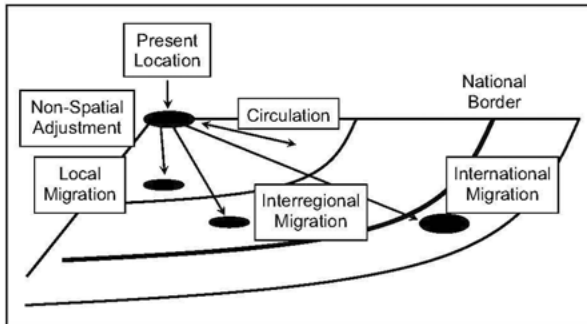 Present
Location
Non-Spatial
Adjustment
Circulation
National
Border
Local
Migration
Interregional
Migration
International
Migration